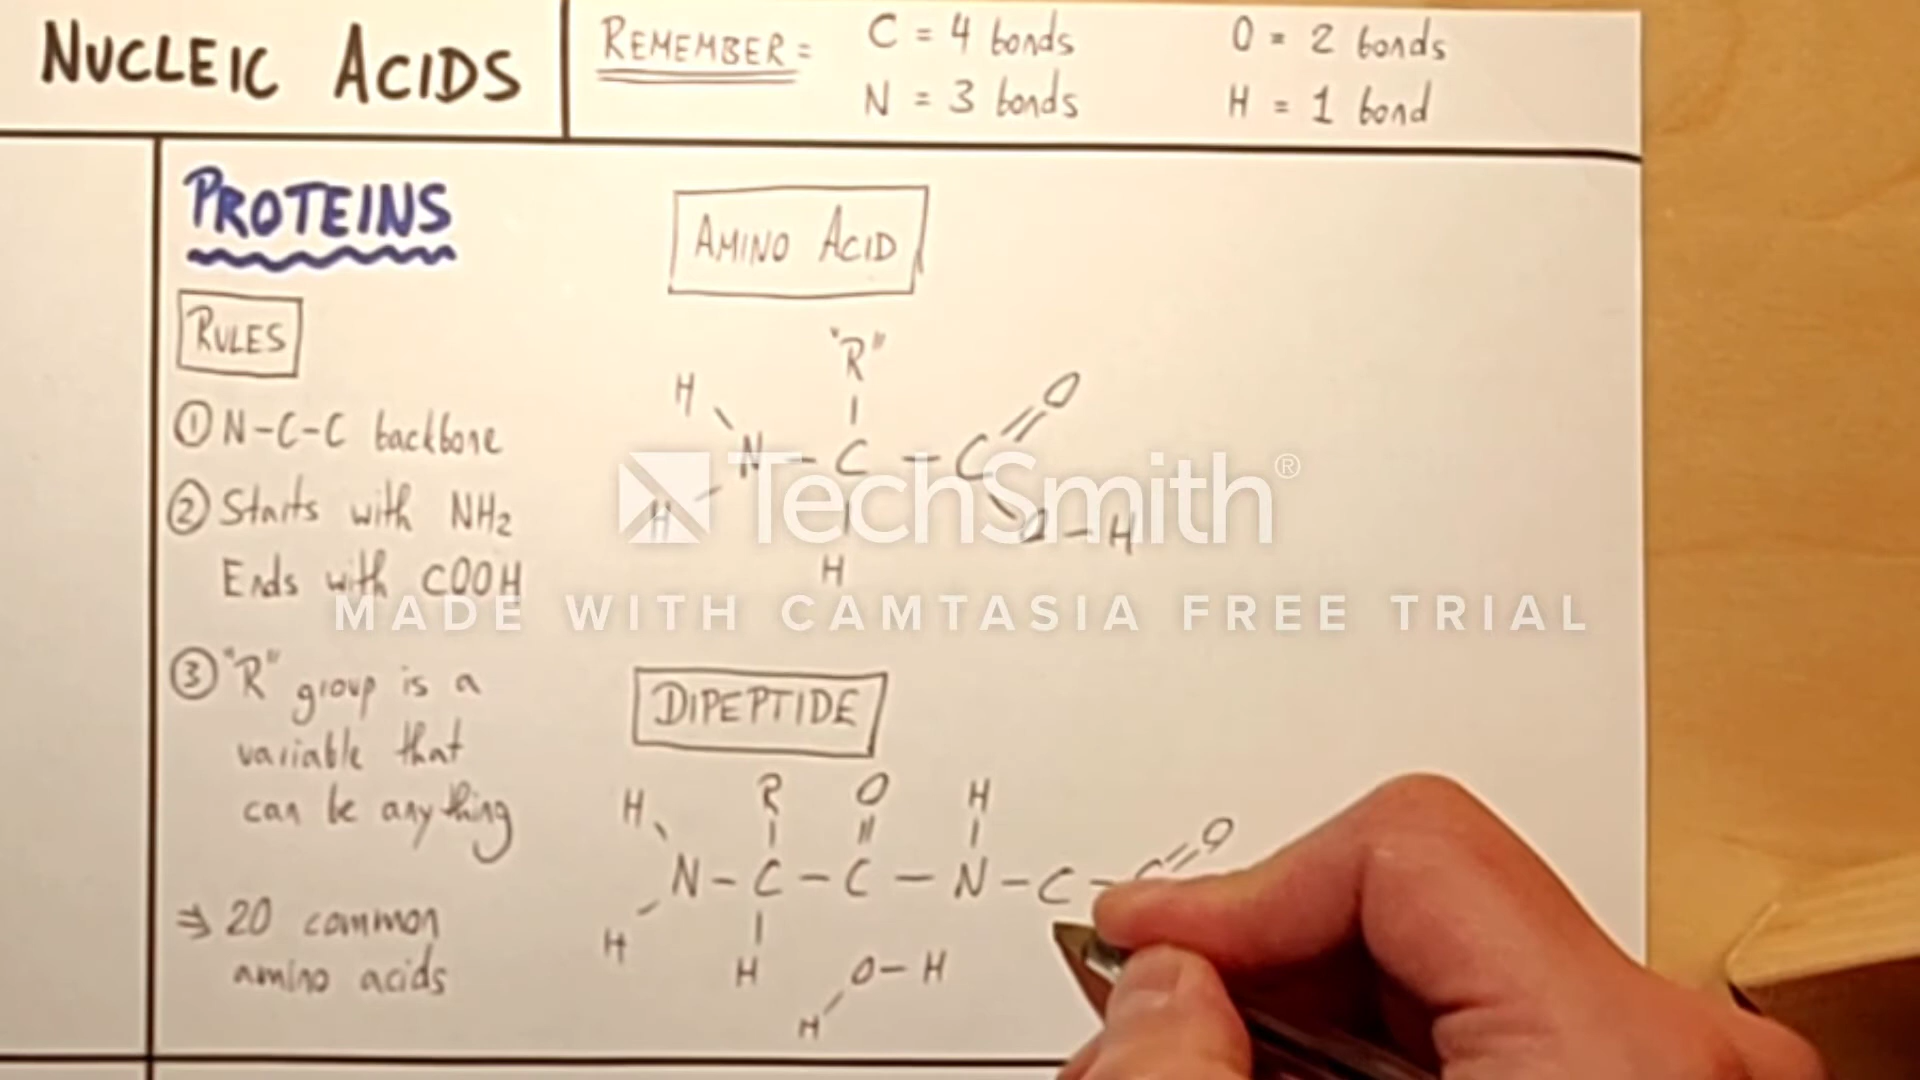 NUCLEIC ACIDS
REMEMBER=
C = 4 bonds
O = 2 bonds
N = 3 bonds
H = 1 bond
PROTEINS
AMINO ACID
RULES
① N-C-C backbone
② Starts with NH2
Ends with COOH
③ "R" group is a
variable that
can be anything
⇒ 20 common
amino acids
"R"
H
O
N - C - C
H
O-H
H
TechSmith®
MADE WITH CAMTASIA FREE TRIAL
DIPEPTIDE
H R O H
O
N-C-C-N-C-C
H
H
O-H
H